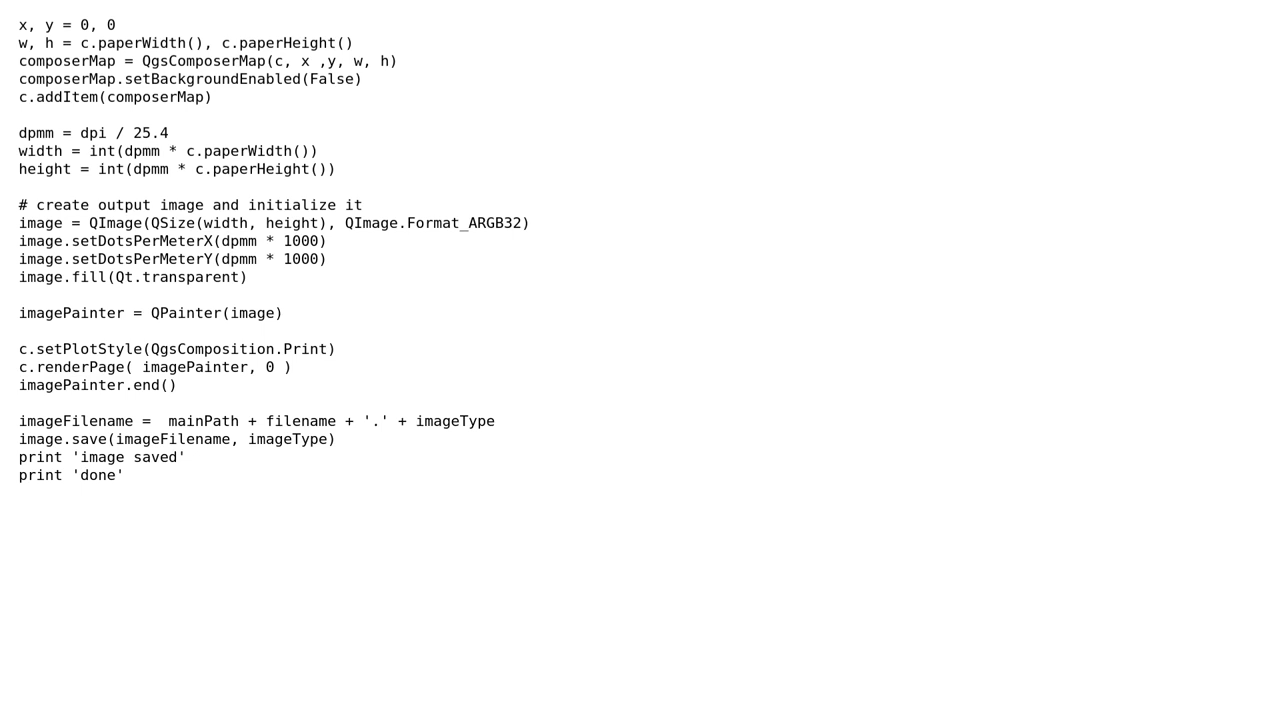 x, y = 0, 0
w, h = c.paperWidth(), c.paperHeight()
composerMap = QgsComposerMap(c, x ,y, w, h)
composerMap.setBackgroundEnabled(False)
c.addItem(composerMap)

dpmm = dpi / 25.4
width = int(dpmm * c.paperWidth())
height = int(dpmm * c.paperHeight())

# create output image and initialize it
image = QImage(QSize(width, height), QImage.Format_ARGB32)
image.setDotsPerMeterX(dpmm * 1000)
image.setDotsPerMeterY(dpmm * 1000)
image.fill(Qt.transparent)

imagePainter = QPainter(image)

c.setPlotStyle(QgsComposition.Print)
c.renderPage( imagePainter, 0 )
imagePainter.end()

imageFilename =  mainPath + filename + '.' + imageType
image.save(imageFilename, imageType)
print 'image saved'
print 'done'